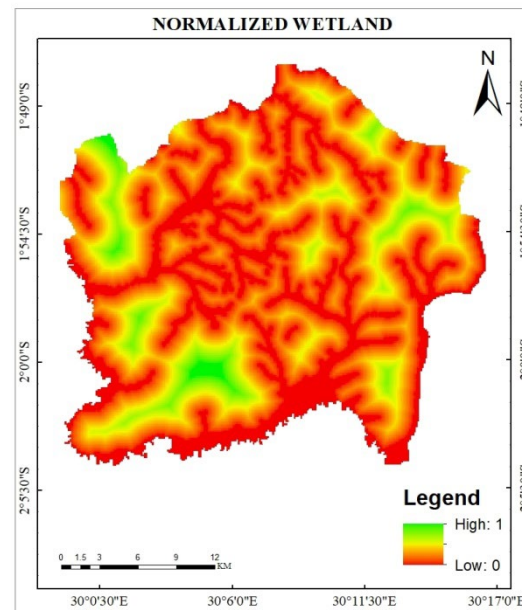 NORMALIZED WETLAND
N
1°49'0"S
1°54'30"S
2°0'0"S
2°5'30"S
Legend
High: 1
Low: 0
0 1.5 3 6 9 12
KM
30°0'30"E 30°6'0"E 30°11'30"E 30°17'0"E